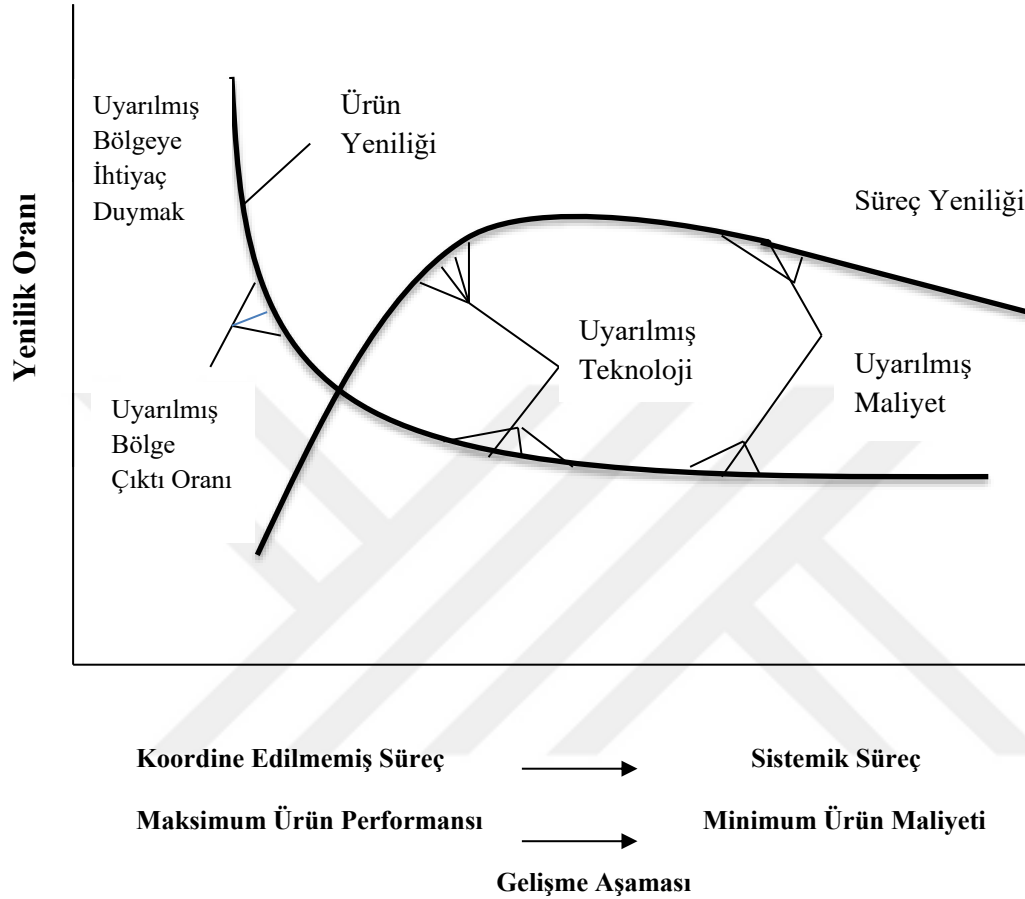 Uyarılmış
Bölgeye
İhtiyaç
Duymak
Ürün
Yeniliği
Süreç Yeniliği
Yenilik Oranı
Uyarılmış
Teknoloji
Uyarılmış
Maliyet
Uyarılmış
Bölge
Çıktı Oranı
Koordine Edilmemiş Süreç
Sistemik Süreç
Maksimum Ürün Performansı
Minimum Ürün Maliyeti
Gelişme Aşaması